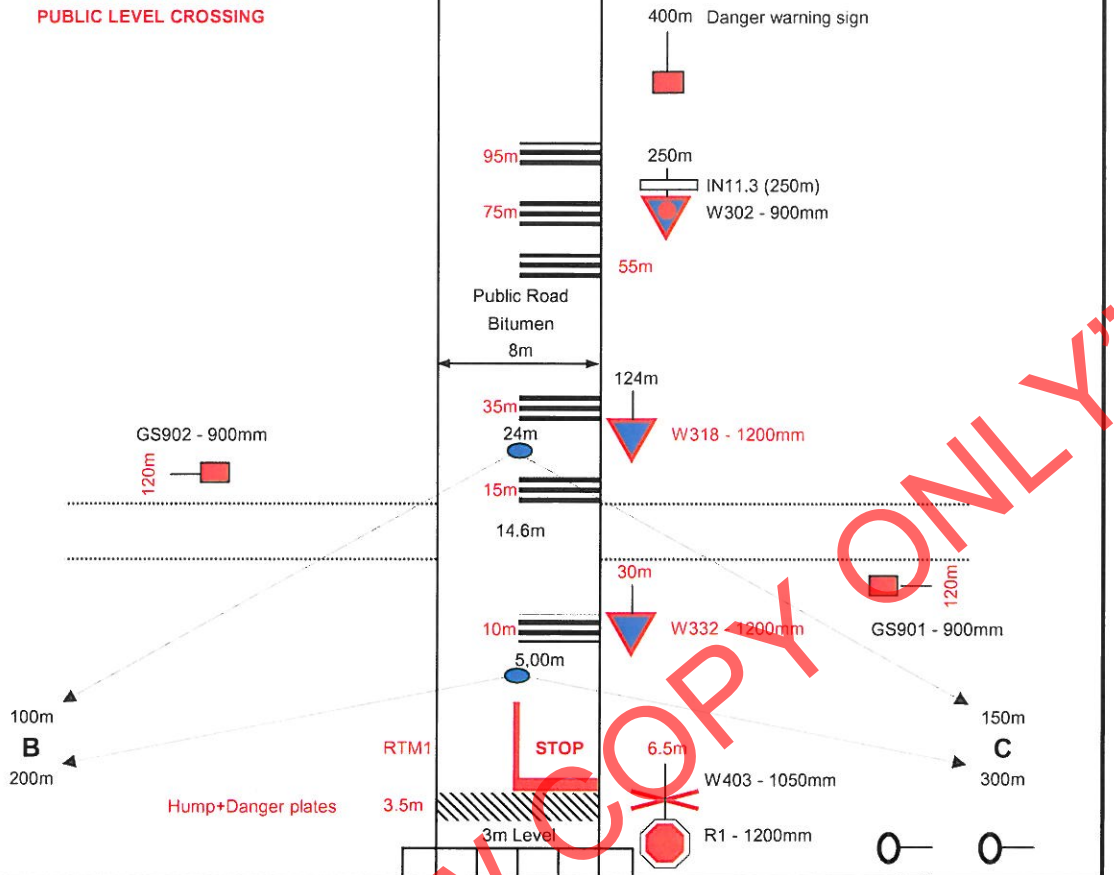 PUBLIC LEVEL CROSSING
400m Danger warning sign
95m
250m
IN11.3 (250m)
W302 - 900mm
75m
55m
Public Road
Bitumen
8m
124m
35m
W318 - 1200mm
24m
GS902 - 900mm
120m
15m
14.6m
30m
120m
10m
W332 - 1200mm
GS901 - 900mm
5,00m
100m
B
200m
150m
C
300m
RTM1
STOP
6.5m
W403 - 1050mm
Hump+Danger plates
3.5m
3m Level
R1 - 1200mm
COPY ONLY"